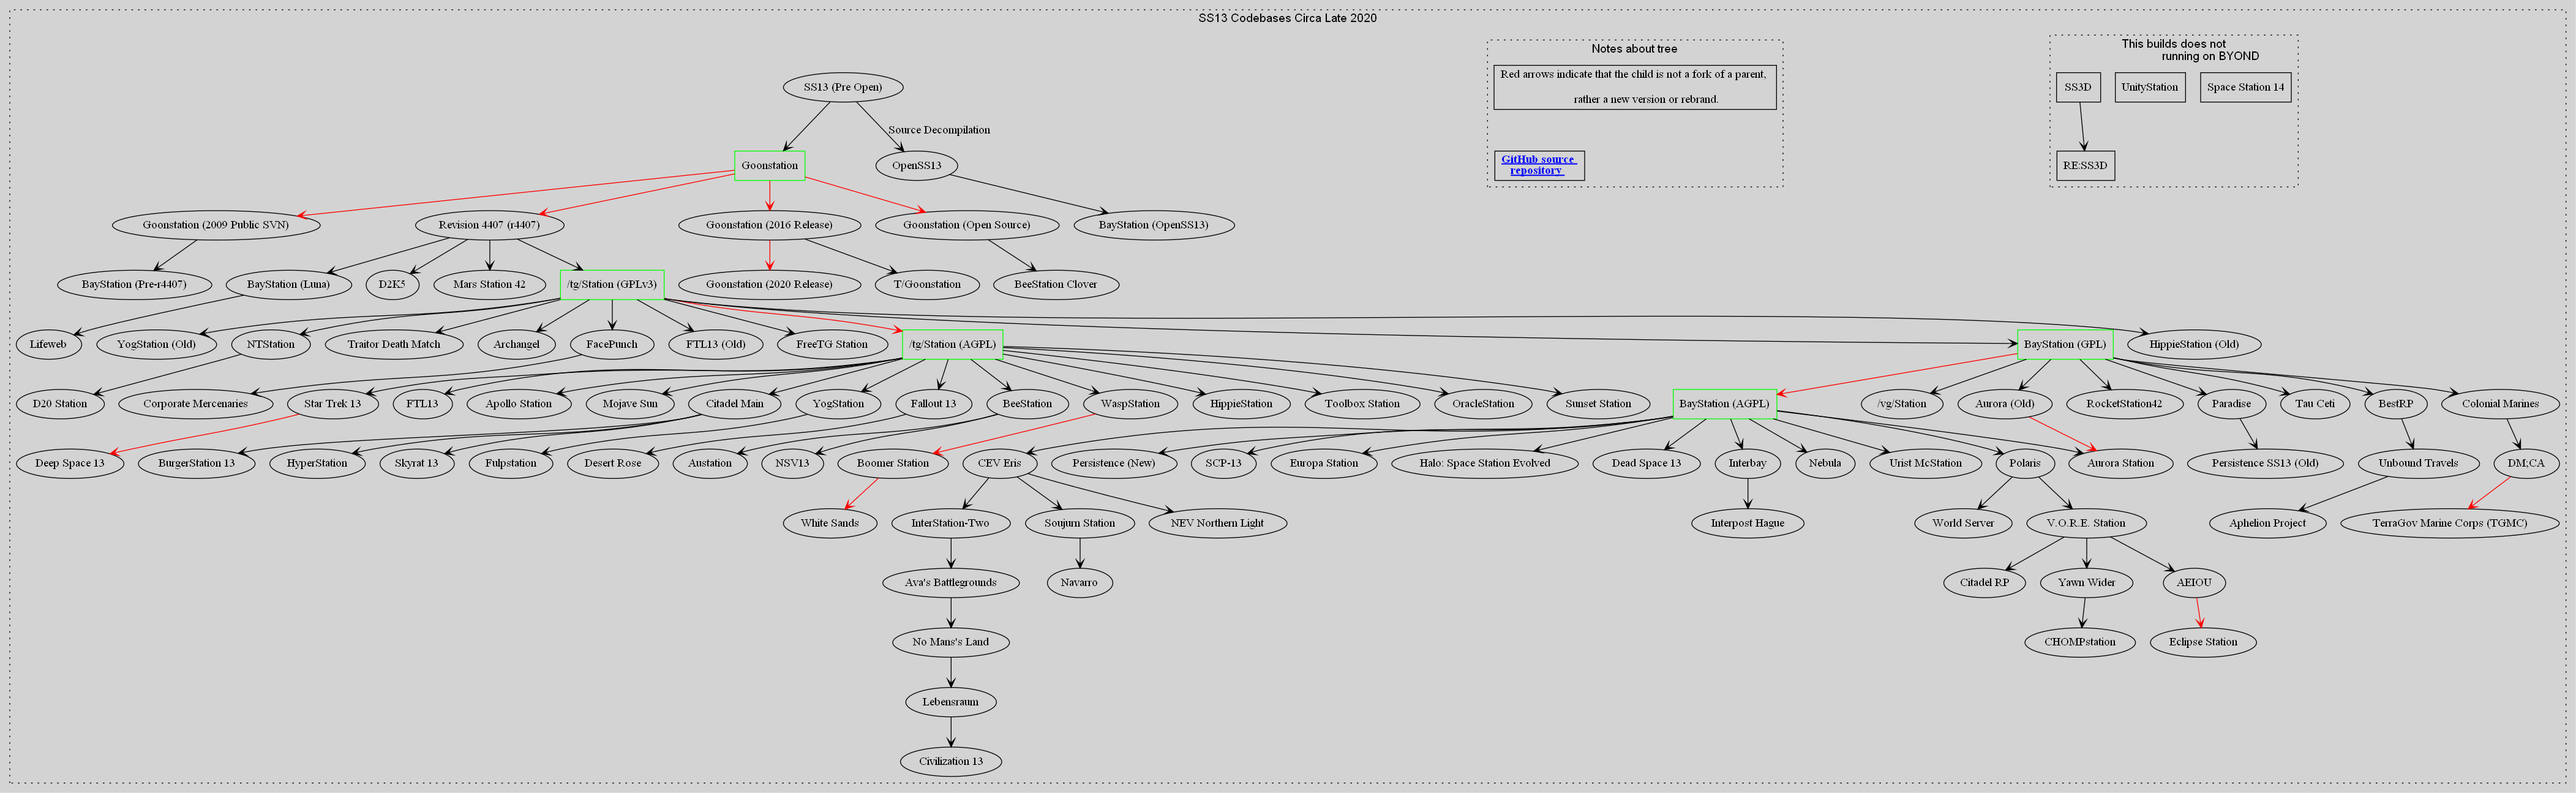 SS13 Codebases Circa Late 2020
Notes about tree
Red arrows indicate that the child is not a fork of a parent,
rather a new version or rebrand.
GitHub source
repository
This builds does not
running on BYOND
SS3D
UnityStation
Space Station 14
RE:SS3D
SS13 (Pre Open)
Source Decompilation
Goonstation
OpenSS13
Goonstation (2009 Public SVN)
Revision 4407 (r4407)
Goonstation (2016 Release)
Goonstation (Open Source)
BayStation (OpenSS13)
BayStation (Pre-r4407)
BayStation (Luna)
D2K5
Mars Station 42
/tg/Station (GPLv3)
Goonstation (2020 Release)
T/Goonstation
BeeStation Clover
Lifeweb
YogStation (Old)
NTStation
Traitor Death Match
Archangel
FacePunch
FTL13 (Old)
FreeTG Station
/tg/Station (AGPL)
BayStation (GPL)
HippieStation (Old)
D20 Station
Corporate Mercenaries
Star Trek 13
FTL13
Apollo Station
Mojave Sun
Citadel Main
YogStation
Fallout 13
BeeStation
WaspStation
HippieStation
Toolbox Station
OracleStation
Sunset Station
BayStation (AGPL)
/vg/Station
Aurora (Old)
RocketStation42
Paradise
Tau Ceti
BestRP
Colonial Marines
Deep Space 13
BurgerStation 13
HyperStation
Skyrat 13
Fulpstation
Desert Rose
Austation
NSV13
Boomer Station
CEV Eris
Persistence (New)
SCP-13
Europa Station
Halo: Space Station Evolved
Dead Space 13
Interbay
Nebula
Urist McStation
Polaris
Aurora Station
Persistence SS13 (Old)
Unbound Travels
DM;CA
White Sands
InterStation-Two
Soujurn Station
NEV Northern Light
Interpost Hague
World Server
V.O.R.E. Station
Aphelion Project
TerraGov Marine Corps (TGMC)
Ava's Battlegrounds
Navarro
Citadel RP
Yawn Wider
AEIOU
No Mans's Land
CHOMPstation
Eclipse Station
Lebensraum
Civilization 13